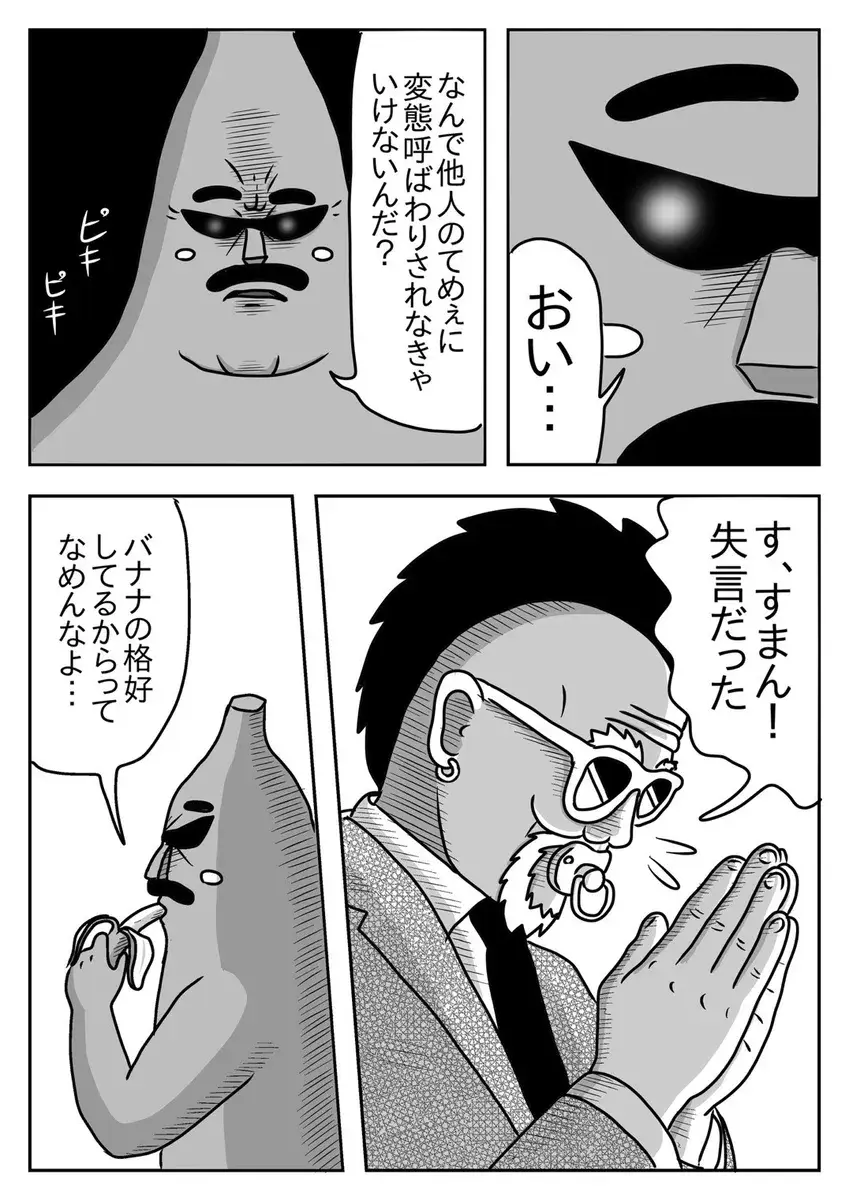 おい…
なんで他人のてめぇに
変態呼ばわりされなきゃ
いけないんだ？
ピキ
ピキ
す、すまん！
失言だった
バナナの格好
してるからって
なめんなよ…